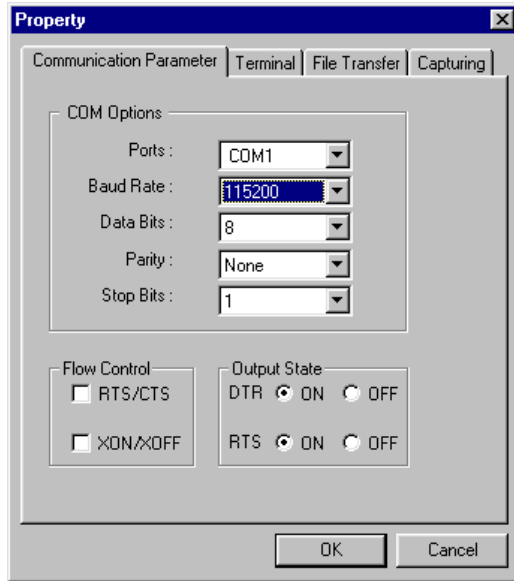 Property
Communication Parameter Terminal File Transfer Capturing
COM Options
Ports : COM1
Baud Rate : 115200
Data Bits : 8
Parity : None
Stop Bits : 1
Flow Control
RTS/CTS
XON/XOFF
Output State
DTR ON OFF
RTS ON OFF
OK Cancel